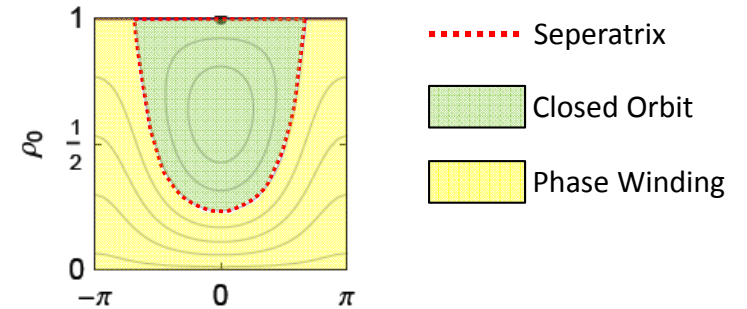 1
ρ0
1
2
0
−π
0
π
Seperatrix
Closed Orbit
Phase Winding